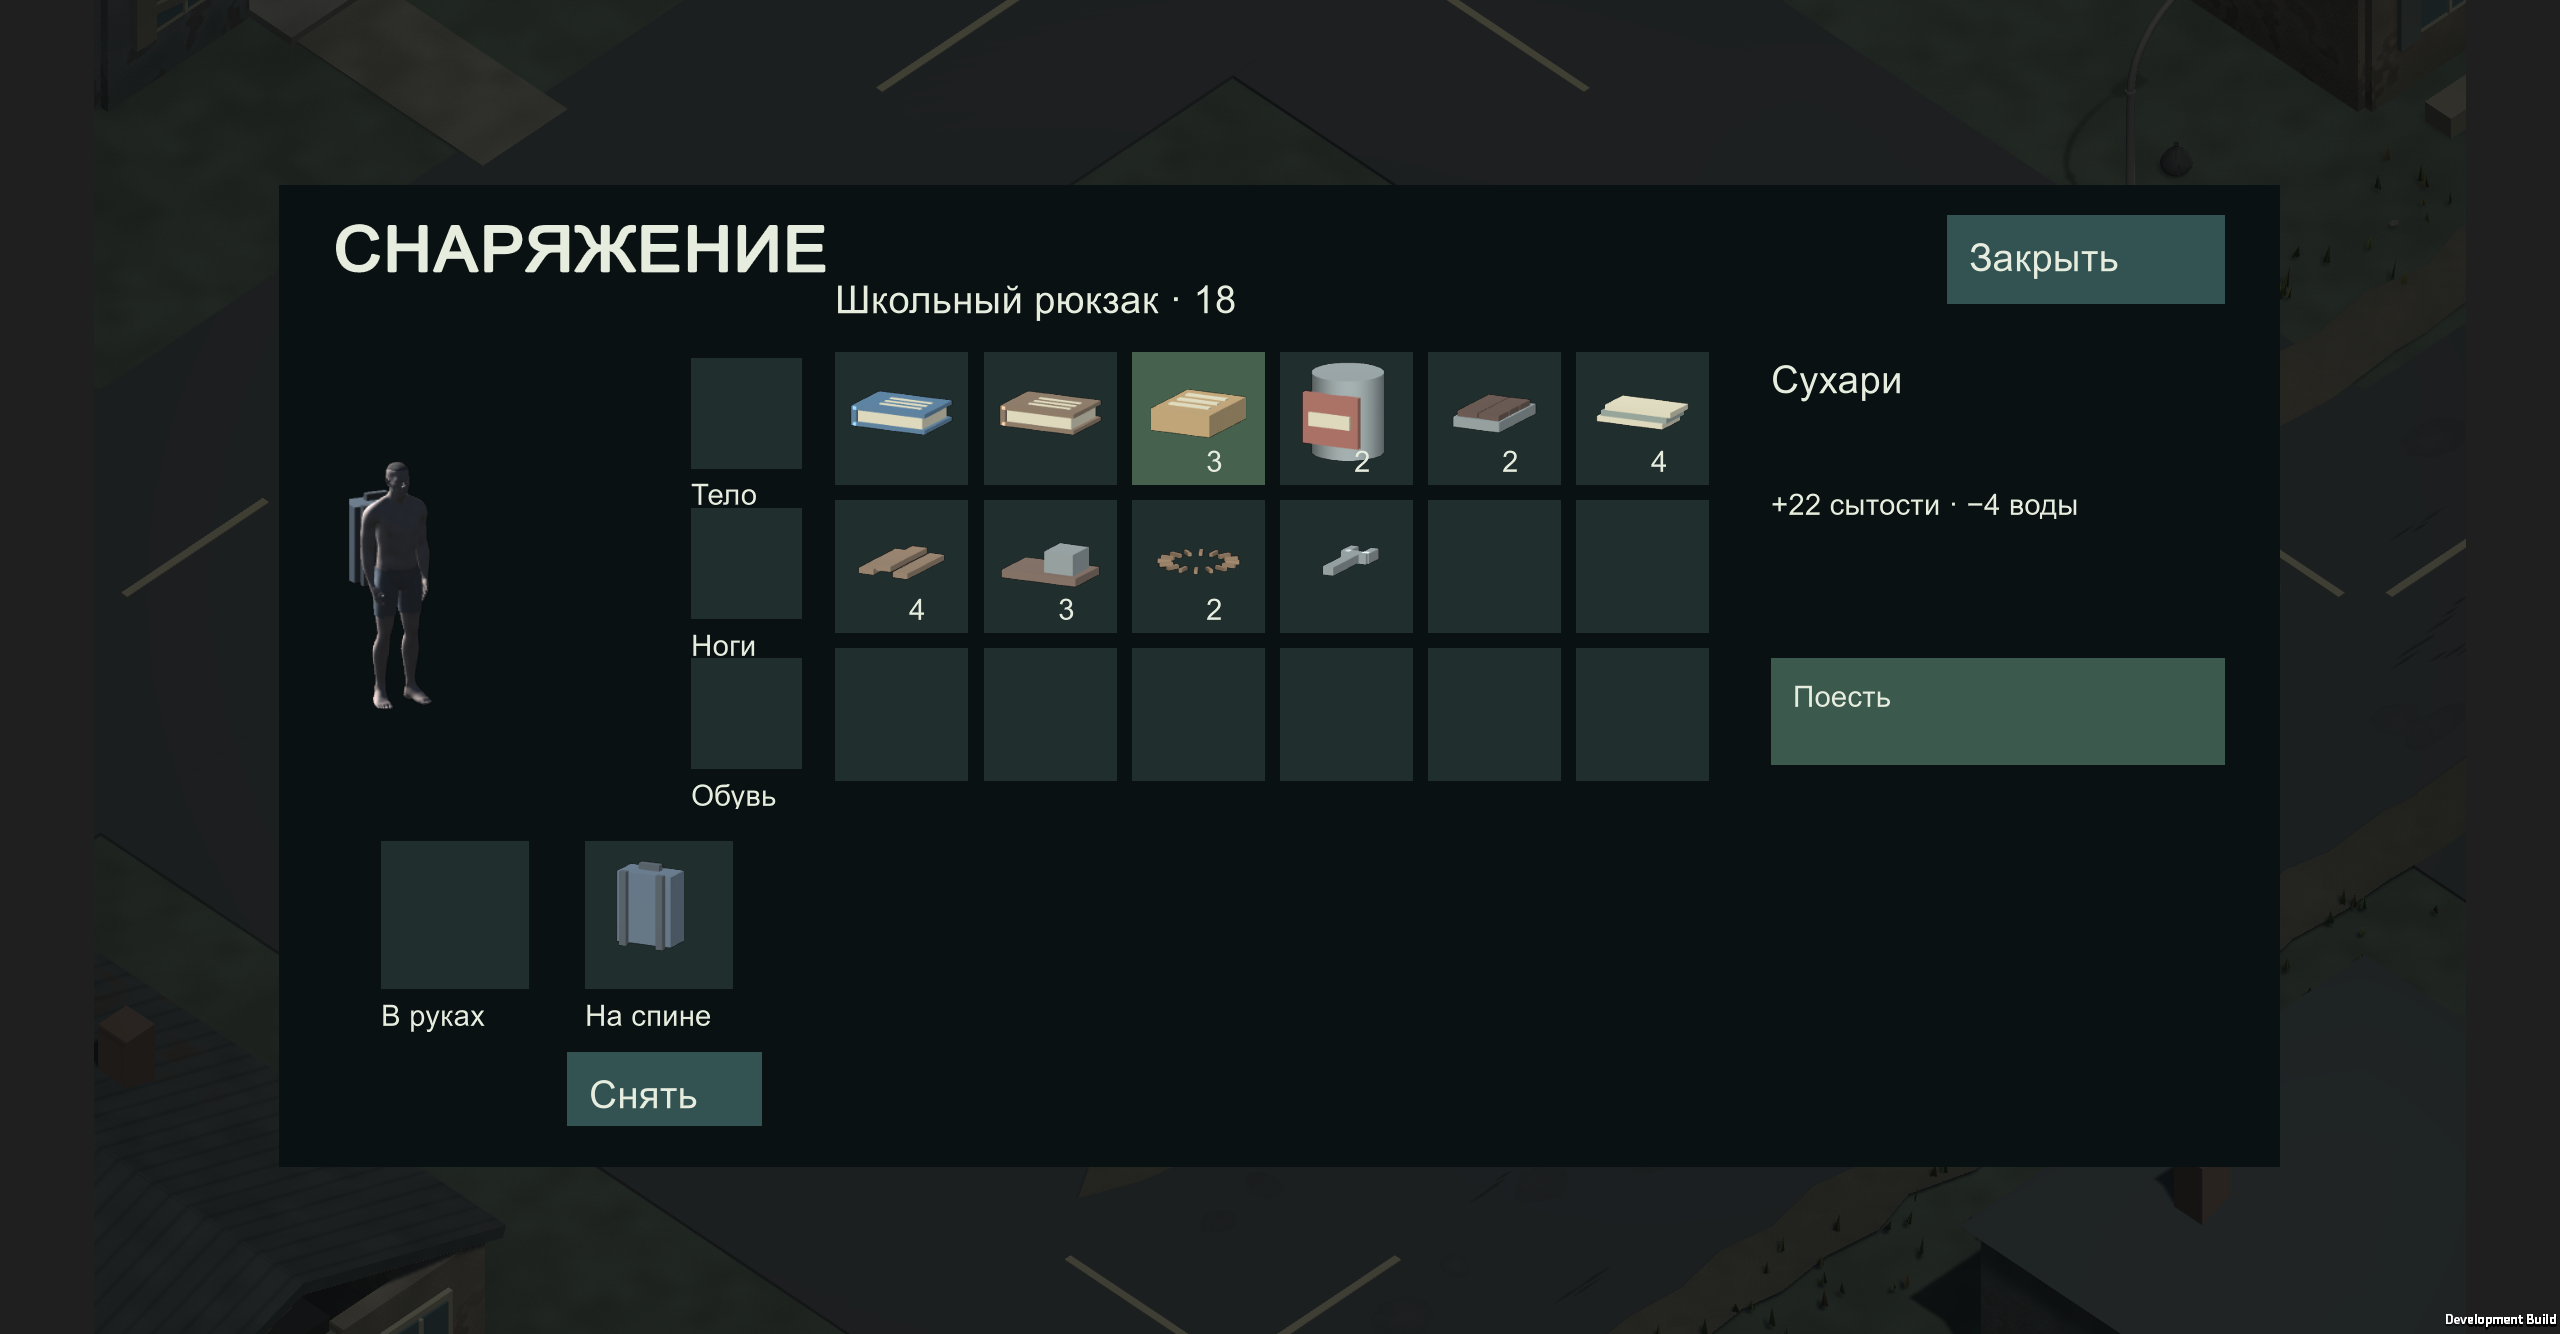 СНАРЯЖЕНИЕ
Закрыть
Школьный рюкзак · 18
Сухари
3
2
2
4
Тело
+22 сытости · −4 воды
4
3
2
Ноги
Поесть
Обувь
В руках
На спине
Снять
Development Build